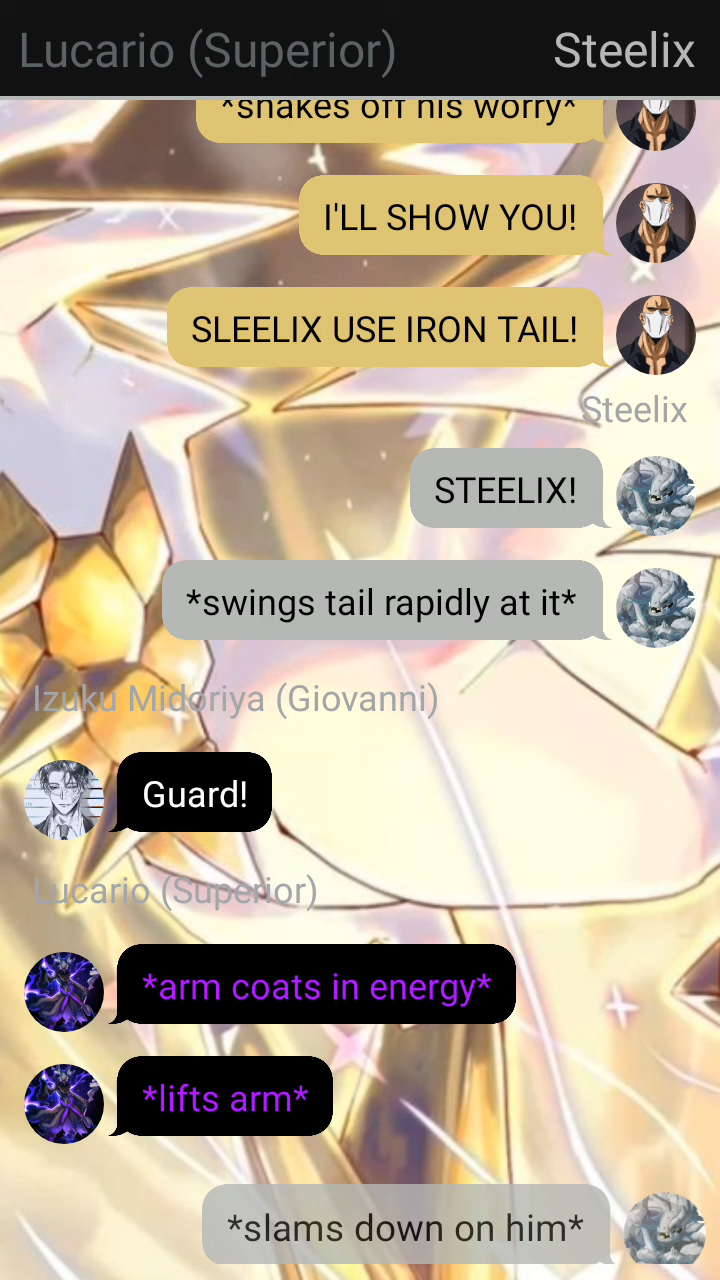 Lucario (Superior)
Steelix
*shakes off his worry*
I'LL SHOW YOU!
SLEELIX USE IRON TAIL!
Steelix
STEELIX!
*swings tail rapidly at it*
Izuku Midoriya (Giovanni)
Guard!
Lucario (Superior)
*arm coats in energy*
*lifts arm*
*slams down on him*